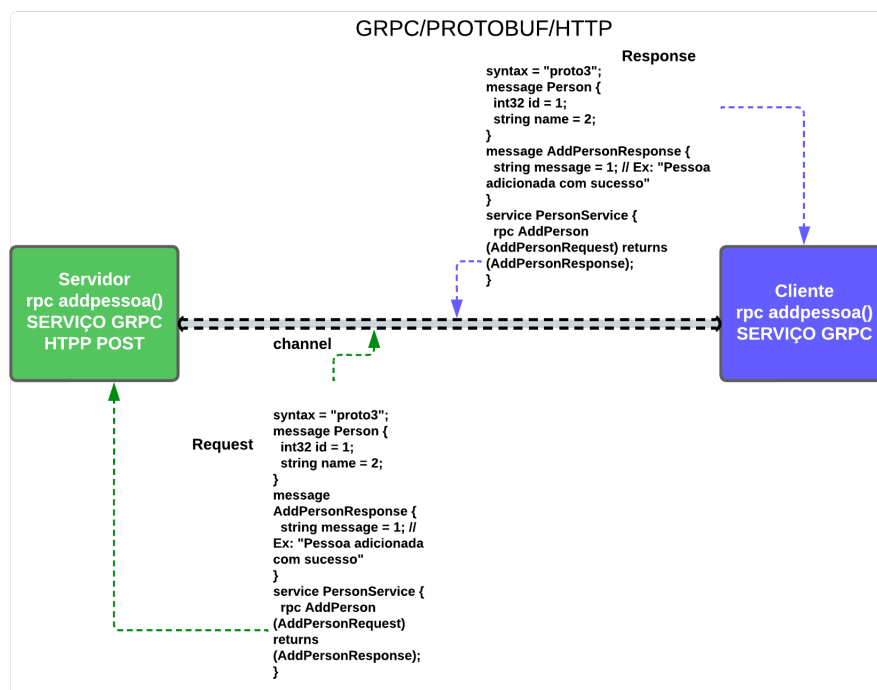 GRPC/PROTOBUF/HTTP
Response
syntax = "proto3";
message Person {
int32 id = 1;
string name = 2;
}
message AddPersonResponse {
string message = 1; // Ex: "Pessoa
adicionada com sucesso"
}
service PersonService {
rpc AddPerson
(AddPersonRequest) returns
(AddPersonResponse);
}
Servidor
rpc addpessoa()
SERVIÇO GRPC
HTPP POST
Cliente
rpc addpessoa()
SERVIÇO GRPC
channel
Request
syntax = "proto3";
message Person {
int32 id = 1;
string name = 2;
}
message
AddPersonResponse {
string message = 1; //
Ex: "Pessoa adicionada
com sucesso"
}
service PersonService {
rpc AddPerson
(AddPersonRequest)
returns
(AddPersonResponse);
}